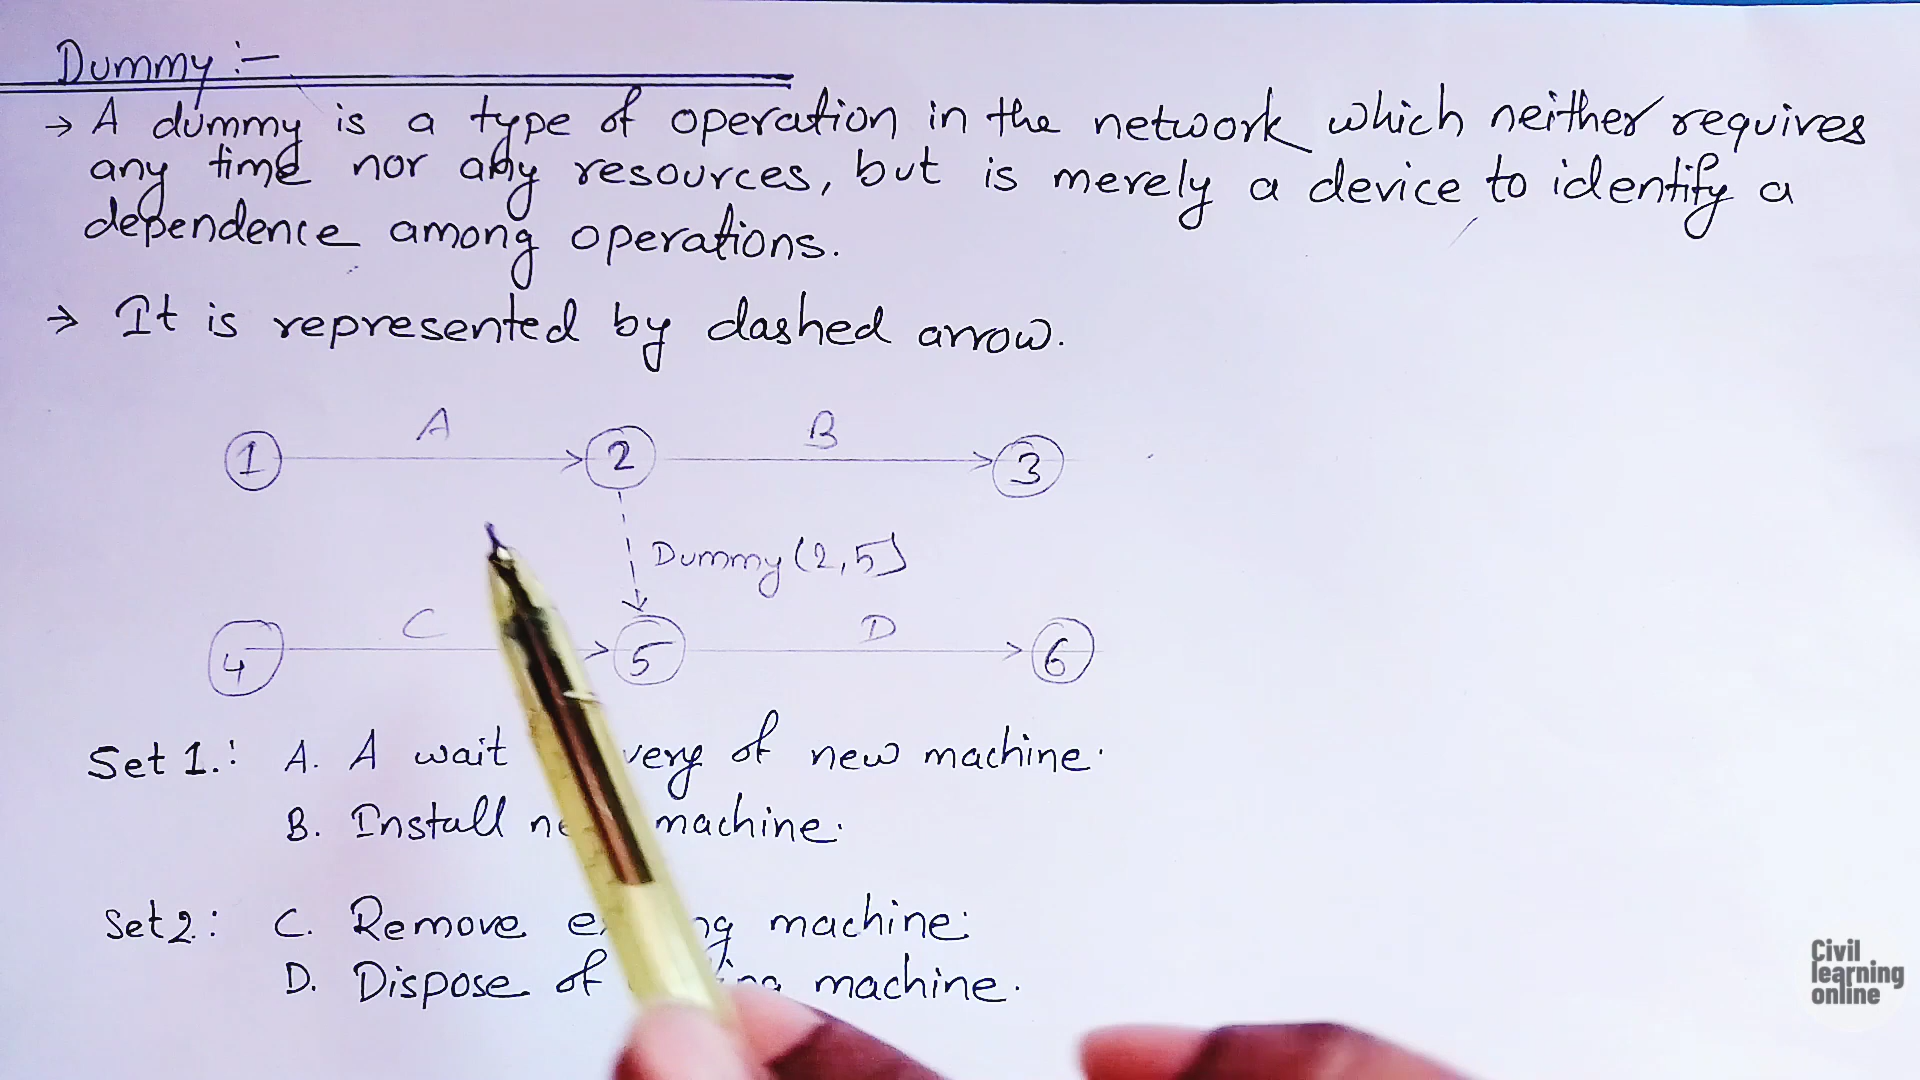 Dummy :-
→ A dummy is a type of operation in the network which neither requires
any time nor any resources, but is merely a device to identify a
dependence among operations.
→ It is represented by dashed arrow.
A B
1 2 3
Dummy (2,5)
C D
4 5 6
Set 1.: A. A wait of new machine.
B. Install machine.
Set 2: C. Remove machine.
D. Dispose of machine.
Civil
learning
online